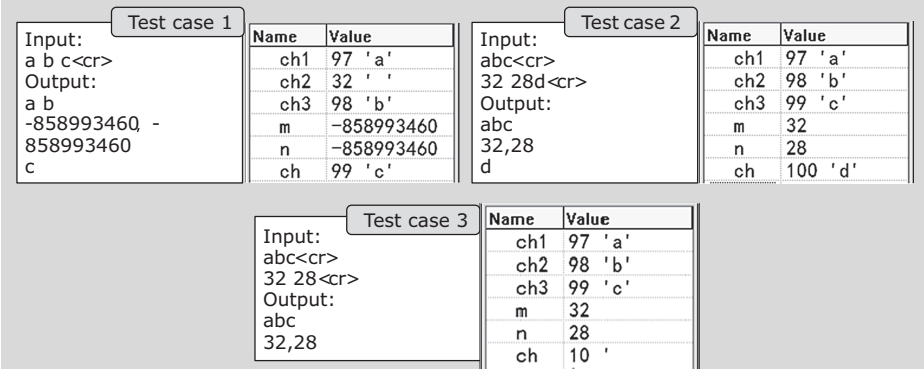 Test case 1
Input:
a b c<cr>
Output:
a b
-858993460, -
858993460
c
Name Value
ch1 97 'a'
ch2 32 ' '
ch3 98 'b'
m -858993460
n -858993460
ch 99 'c'
Test case 2
Input:
abc<cr>
32 28d<cr>
Output:
abc
32,28
d
Name Value
ch1 97 'a'
ch2 98 'b'
ch3 99 'c'
m 32
n 28
ch 100 'd'
Test case 3
Input:
abc<cr>
32 28<cr>
Output:
abc
32,28
Name Value
ch1 97 'a'
ch2 98 'b'
ch3 99 'c'
m 32
n 28
ch 10 '